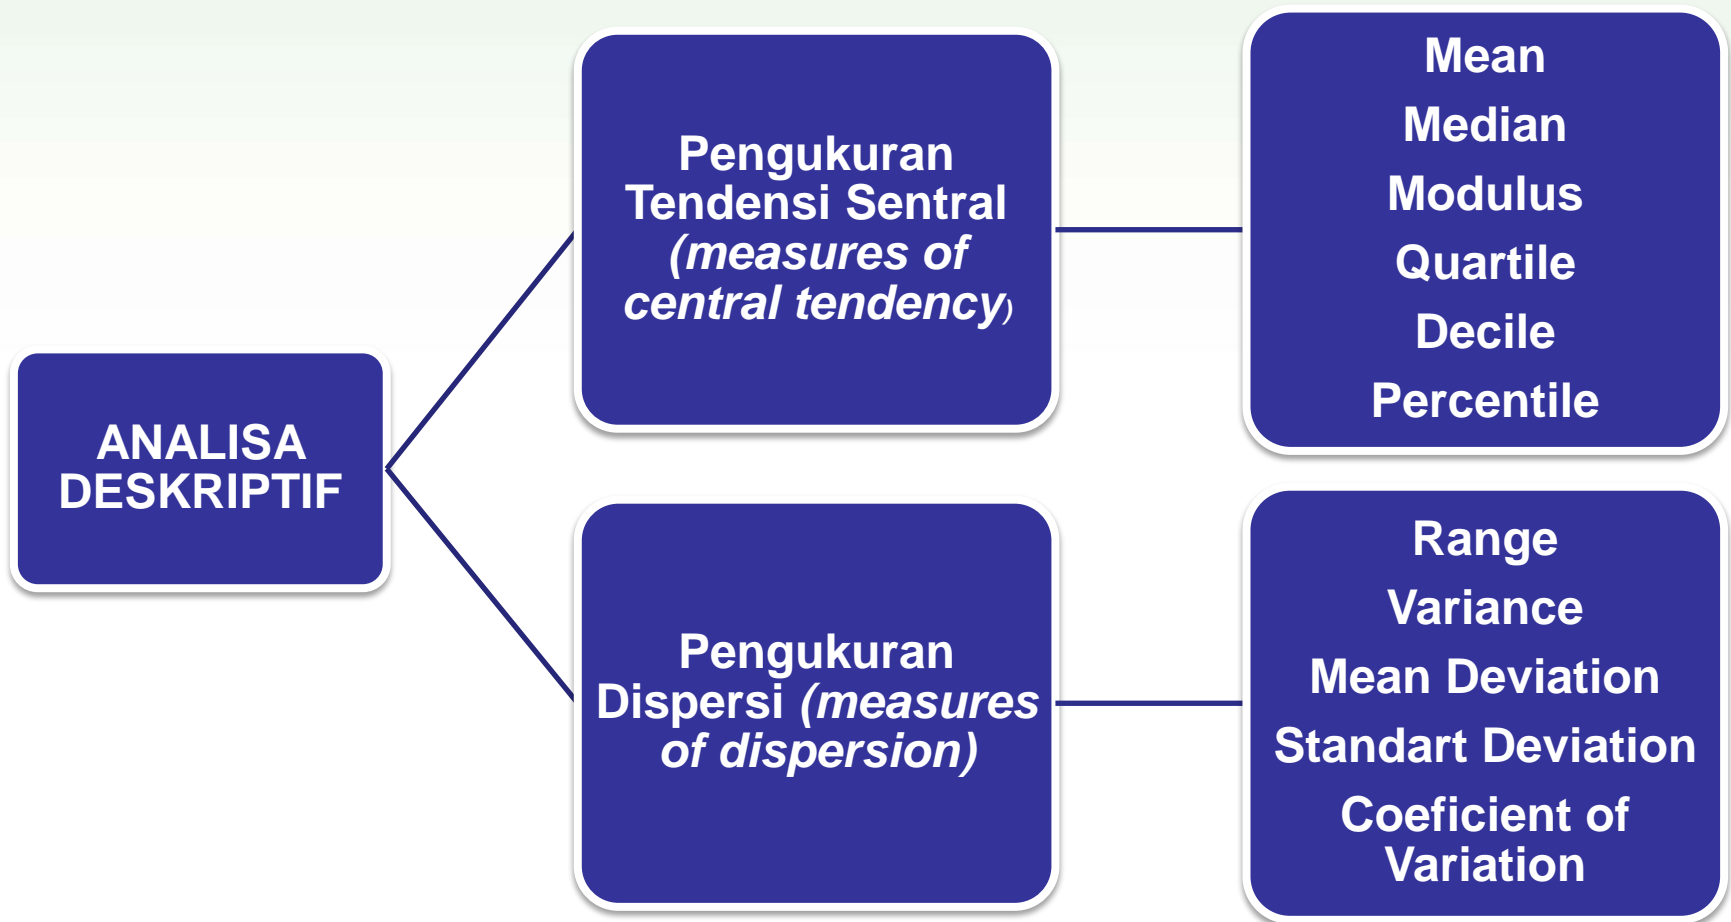 ANALISA
DESKRIPTIF
Pengukuran
Tendensi Sentral
(measures of
central tendency)
Mean
Median
Modulus
Quartile
Decile
Percentile
Pengukuran
Dispersi (measures
of dispersion)
Range
Variance
Mean Deviation
Standart Deviation
Coeficient of
Variation